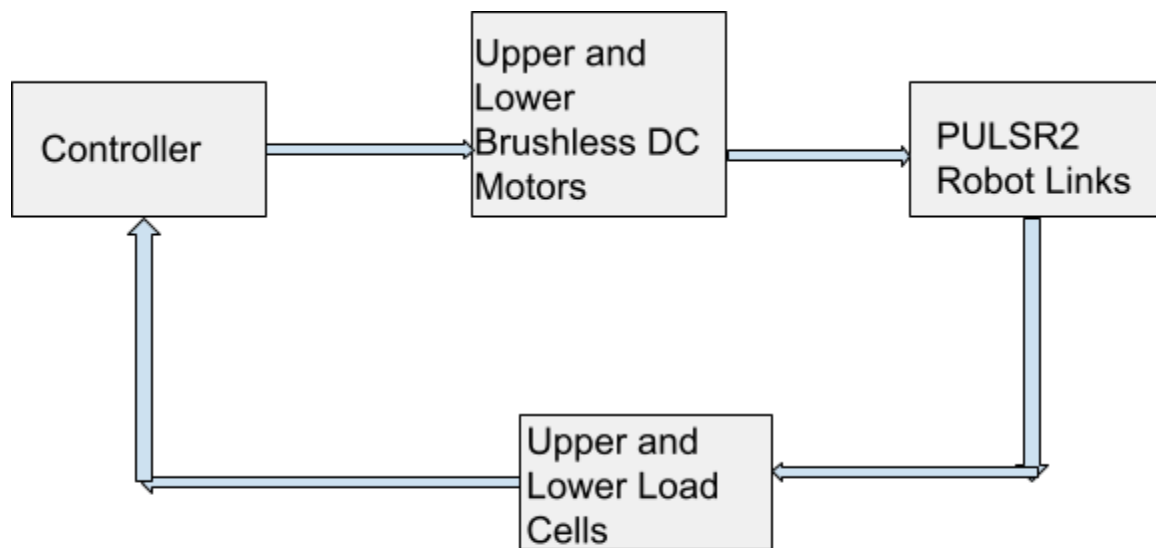 Controller
Upper and
Lower
Brushless DC
Motors
PULSR2
Robot Links
Upper and
Lower Load
Cells